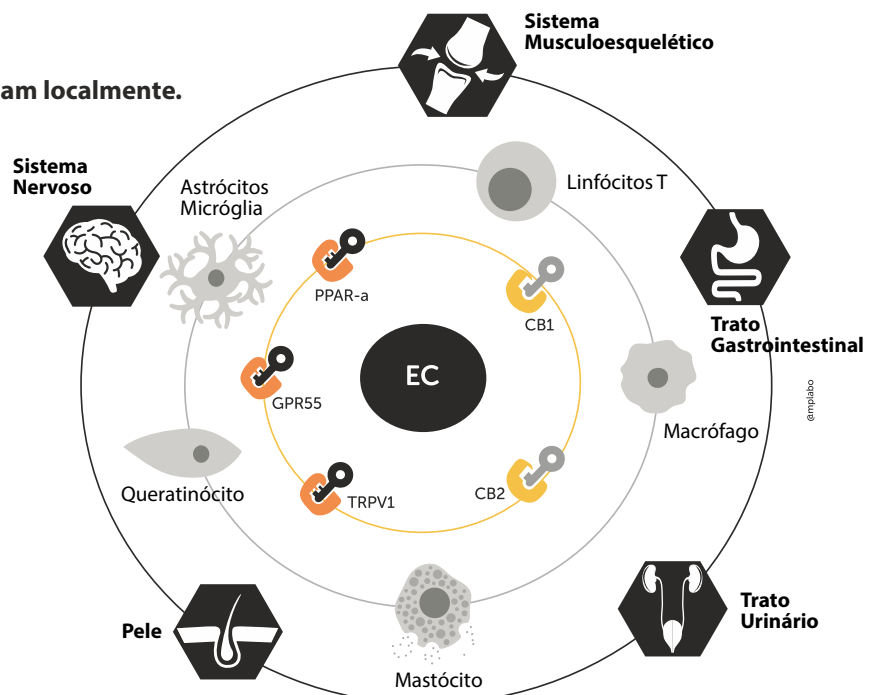 Sistema
Musculoesquelético
am localmente.
Sistema
Nervoso
Astrócitos
Micróglia
Linfócitos T
PPAR-a
CB1
Trato
Gastrointestinal
EC
GPR55
@mplabo
Macrófago
Queratinócito
CB2
TRPV1
Pele
Trato
Urinário
Mastócito